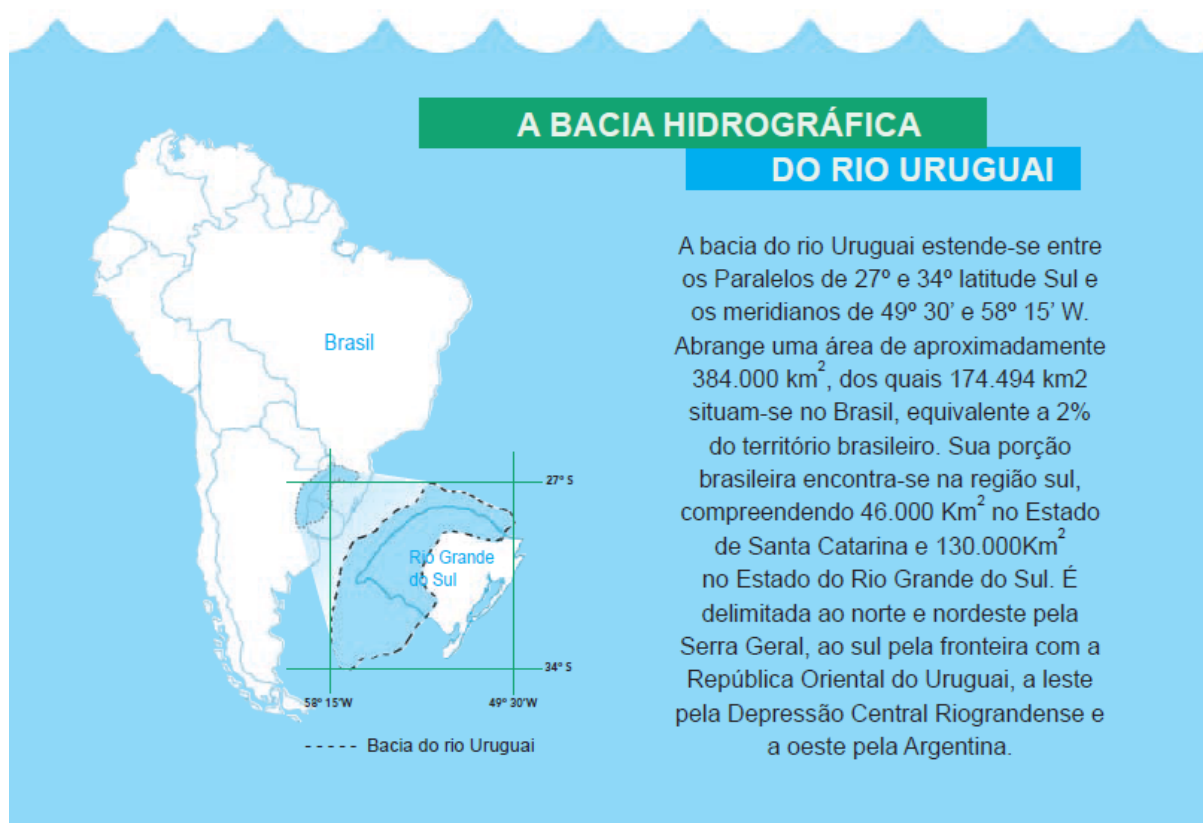 A BACIA HIDROGRÁFICA
DO RIO URUGUAI
A bacia do rio Uruguai estende-se entre
os Paralelos de 27º e 34º latitude Sul e
os meridianos de 49º 30’ e 58º 15’ W.
Abrange uma área de aproximadamente
384.000 km², dos quais 174.494 km2
situam-se no Brasil, equivalente a 2%
do território brasileiro. Sua porção
brasileira encontra-se na região sul,
compreendendo 46.000 Km² no Estado
de Santa Catarina e 130.000Km²
no Estado do Rio Grande do Sul. É
delimitada ao norte e nordeste pela
Serra Geral, ao sul pela fronteira com a
República Oriental do Uruguai, a leste
pela Depressão Central Riograndense e
a oeste pela Argentina.
Brasil
27º S
Rio Grande
do Sul
34º S
58º 15'W
49º 30'W
----- Bacia do rio Uruguai